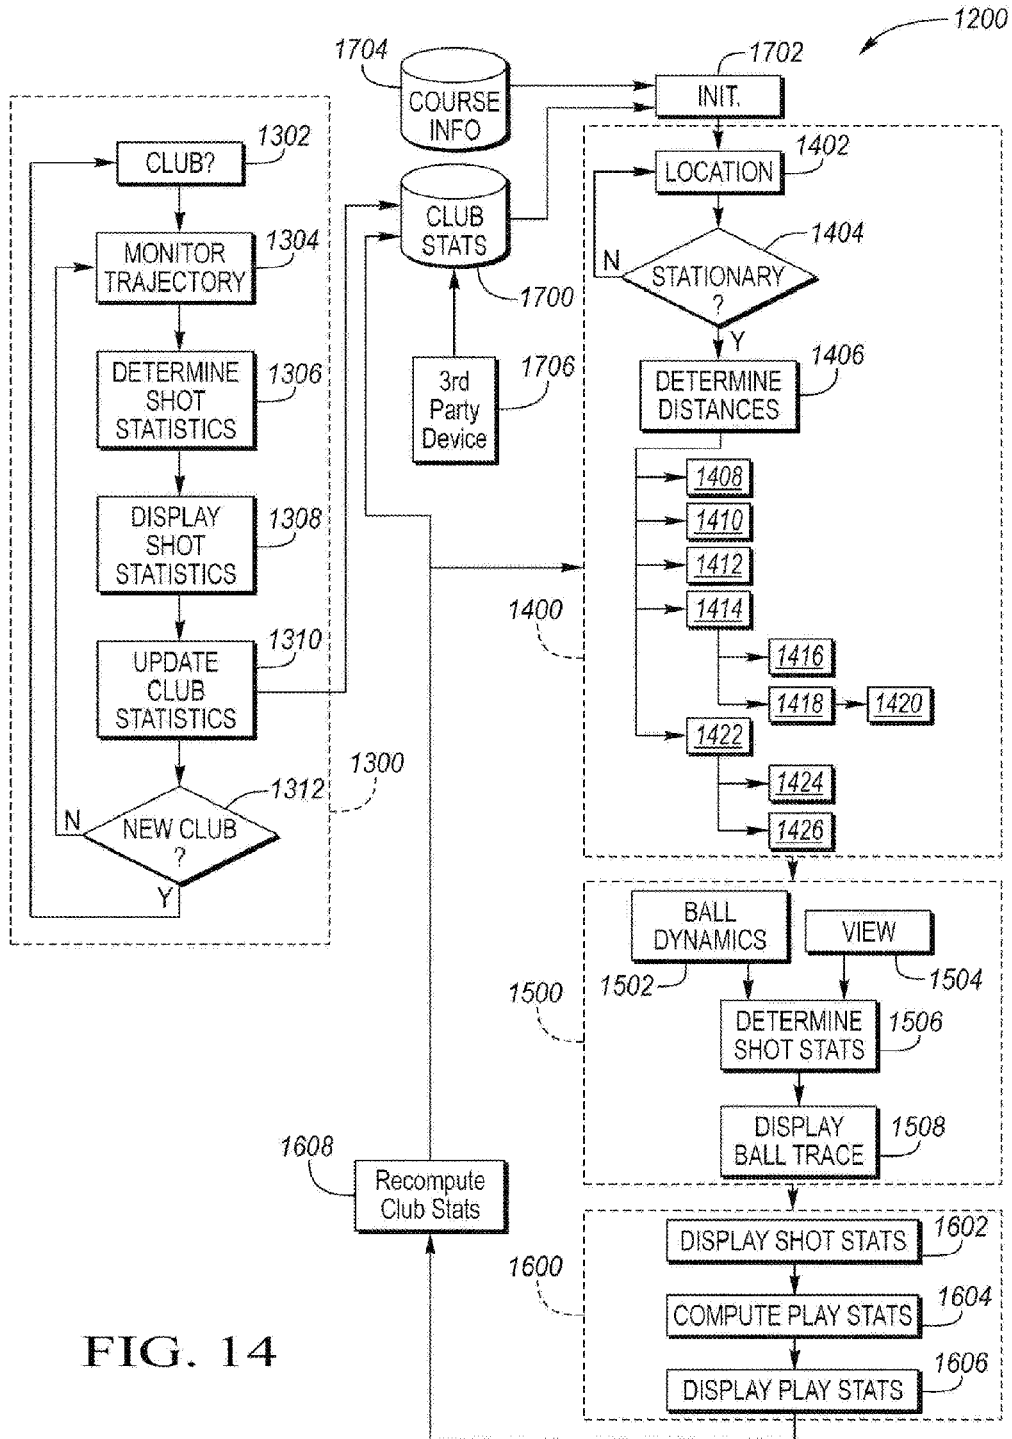 1200
1704
1702
COURSE
INFO
INIT.
1302
CLUB?
1402
LOCATION
CLUB
STATS
1700
1304
MONITOR
TRAJECTORY
1404
N
STATIONARY
?
Y
1306
DETERMINE
SHOT
STATISTICS
1706
3rd
Party
Device
1406
DETERMINE
DISTANCES
1408
1410
1412
1414
1308
DISPLAY
SHOT
STATISTICS
1400
1416
1418
1420
1422
1424
1426
1310
UPDATE
CLUB
STATISTICS
1300
1312
N
NEW CLUB
?
Y
BALL
DYNAMICS
VIEW
1502
1504
1500
DETERMINE
SHOT STATS
1506
DISPLAY
BALL TRACE
1508
1608
Recompute
Club Stats
1600
DISPLAY SHOT STATS
1602
COMPUTE PLAY STATS
1604
DISPLAY PLAY STATS
1606
FIG. 14